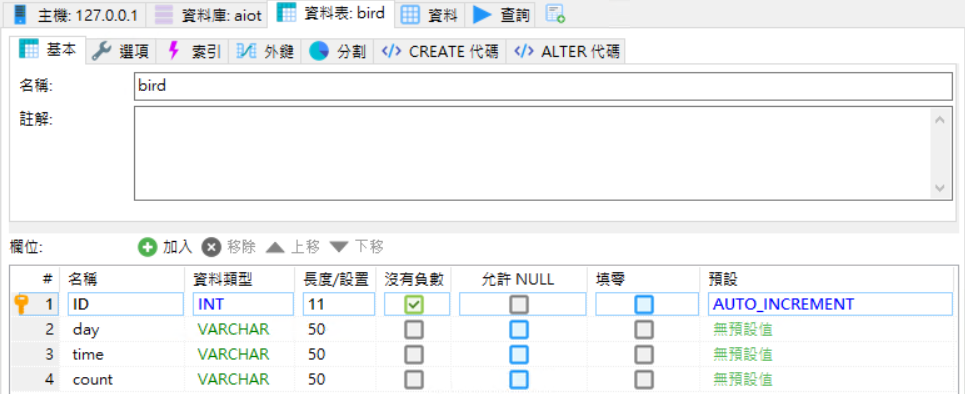 主機: 127.0.0.1 資料庫: aiot 資料表: bird 資料 查詢
基本 選項 索引 外鍵 分割 </> CREATE 代碼 </> ALTER 代碼
名稱: bird
註解:
欄位: 加入 移除 上移 下移
# 名稱 資料類型 長度/設置 沒有負數 允許 NULL 填零 預設
1 ID INT 11 AUTO_INCREMENT
2 day VARCHAR 50 無預設值
3 time VARCHAR 50 無預設值
4 count VARCHAR 50 無預設值